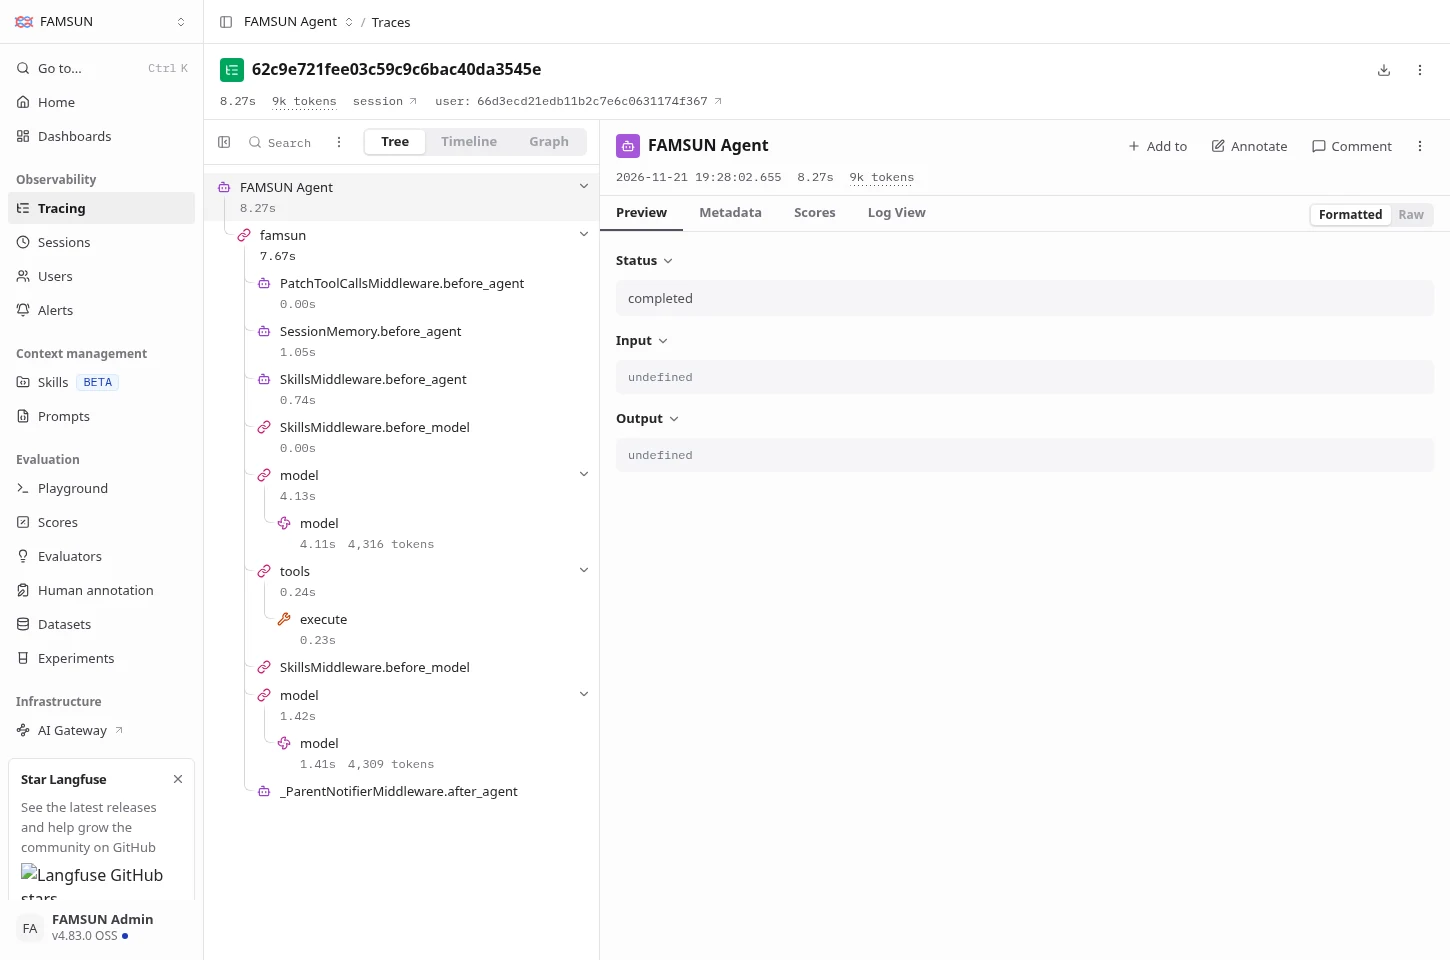 FAMSUN
Go to...
Ctrl K
Home
Dashboards
Observability
Tracing
Sessions
Users
Alerts
Context management
Skills BETA
Prompts
Evaluation
Playground
Scores
Evaluators
Human annotation
Datasets
Experiments
Infrastructure
AI Gateway
Star Langfuse
See the latest releases
and help grow the
community on GitHub
Langfuse GitHub
stars
FA
FAMSUN Admin
v4.83.0 OSS
FAMSUN Agent / Traces
62c9e721fee03c59c9c6bac40da3545e
8.27s 9k tokens session user: 66d3ecd21edb11b2c7e6c0631174f367
Search
Tree Timeline Graph
FAMSUN Agent
8.27s
famsun
7.67s
PatchToolCallsMiddleware.before_agent
0.00s
SessionMemory.before_agent
1.05s
SkillsMiddleware.before_agent
0.74s
SkillsMiddleware.before_model
0.00s
model
4.13s
model
4.11s 4,316 tokens
tools
0.24s
execute
0.23s
SkillsMiddleware.before_model
model
1.42s
model
1.41s 4,309 tokens
_ParentNotifierMiddleware.after_agent
FAMSUN Agent
Add to Annotate Comment
2026-11-21 19:28:02.655 8.27s 9k tokens
Preview Metadata Scores Log View
Formatted Raw
Status
completed
Input
undefined
Output
undefined